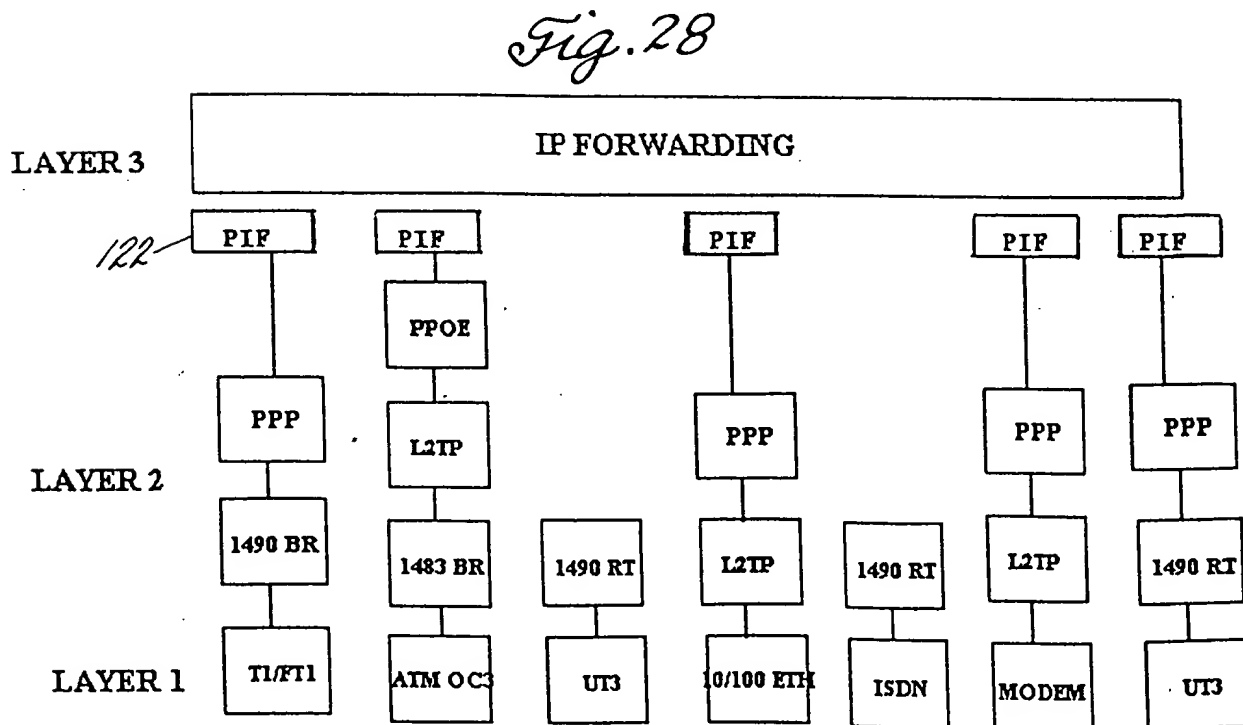 Fig. 28
IP FORWARDING
LAYER 3
122
PIF PIF PIF PIF PIF
PPOE
PPP L2TP PPP PPP PPP
LAYER 2
1490 BR 1483 BR 1490 RT L2TP 1490 RT L2TP 1490 RT
LAYER 1
T1/FT1 ATM OC3 UT3 10/100 ETH ISDN MODEM UT3